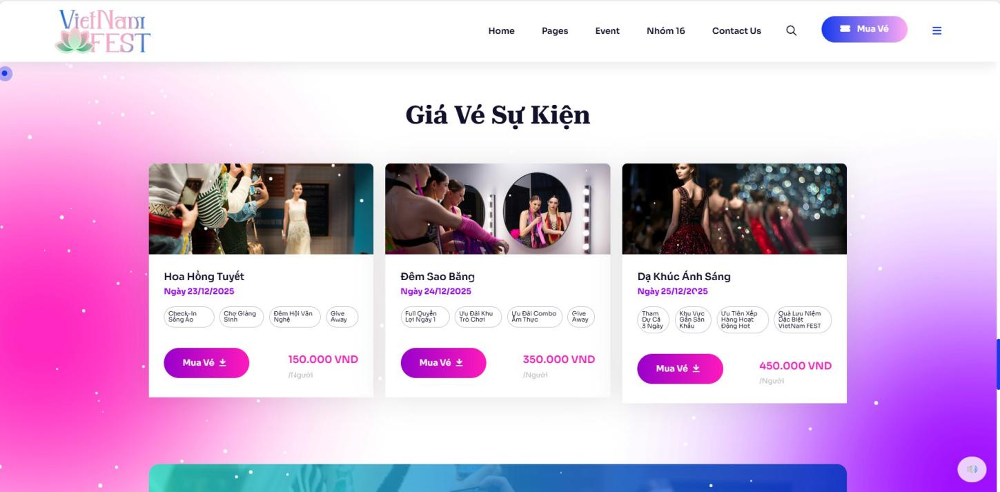 VietNam
FEST
Home
Pages
Event
Nhóm 16
Contact Us
Mua Vé
Giá Vé Sự Kiện
Hoa Hồng Tuyết
Ngày 23/12/2025
Check-In
Sông Ảo
Chợ Giáng
Sinh
Đêm Hội Văn
Nghệ
Give
Away
Mua Vé
150.000 VND
/Người
Đêm Sao Băng
Ngày 24/12/2025
Full Quyền
Lợi Ngày 1
Ưu Đãi Khu
Trò Chơi
Ưu Đãi Combo
Ẩm Thực
Give
Away
Mua Vé
350.000 VND
/Người
Dạ Khúc Ánh Sáng
Ngày 25/12/2025
Tham
Dự Cả
3 Ngày
Khu Vực
Gần Sân
Khấu
Ưu Tiên Xếp
Hàng Hoạt
Động Hot
Quà Lưu Niệm
Đặc Biệt
VietNam FEST
Mua Vé
450.000 VND
/Người